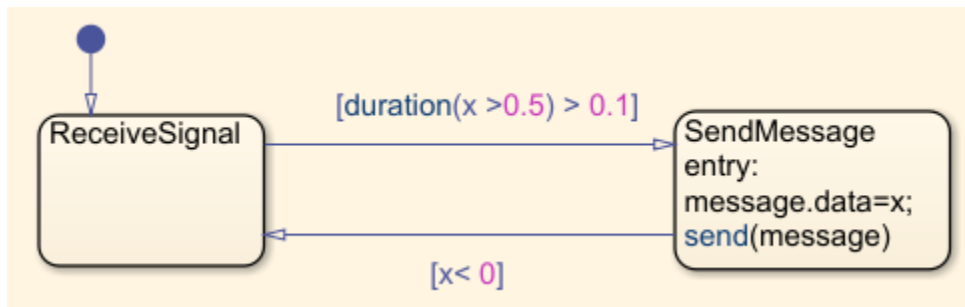 [duration(x >0.5) > 0.1]
ReceiveSignal
SendMessage
entry:
message.data=x;
send(message)
[x< 0]